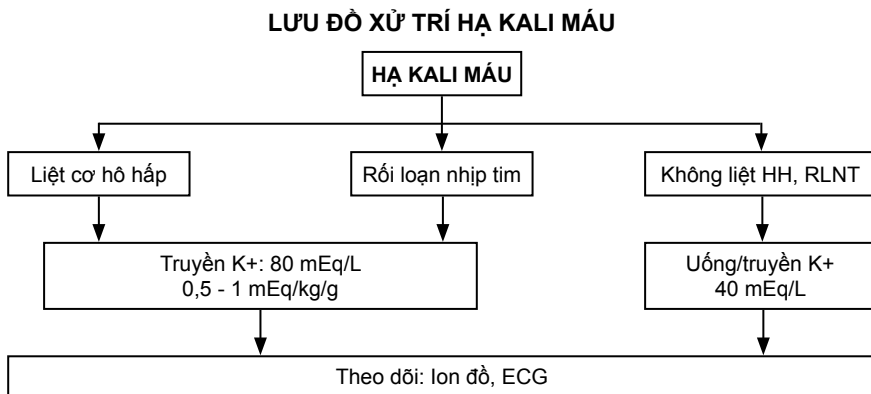 LƯU ĐỒ XỬ TRÍ HẠ KALI MÁU
HẠ KALI MÁU
Liệt cơ hô hấp
Rối loạn nhịp tim
Không liệt HH, RLNT
Truyền K+: 80 mEq/L
0,5 - 1 mEq/kg/g
Uống/truyền K+
40 mEq/L
Theo dõi: Ion đồ, ECG